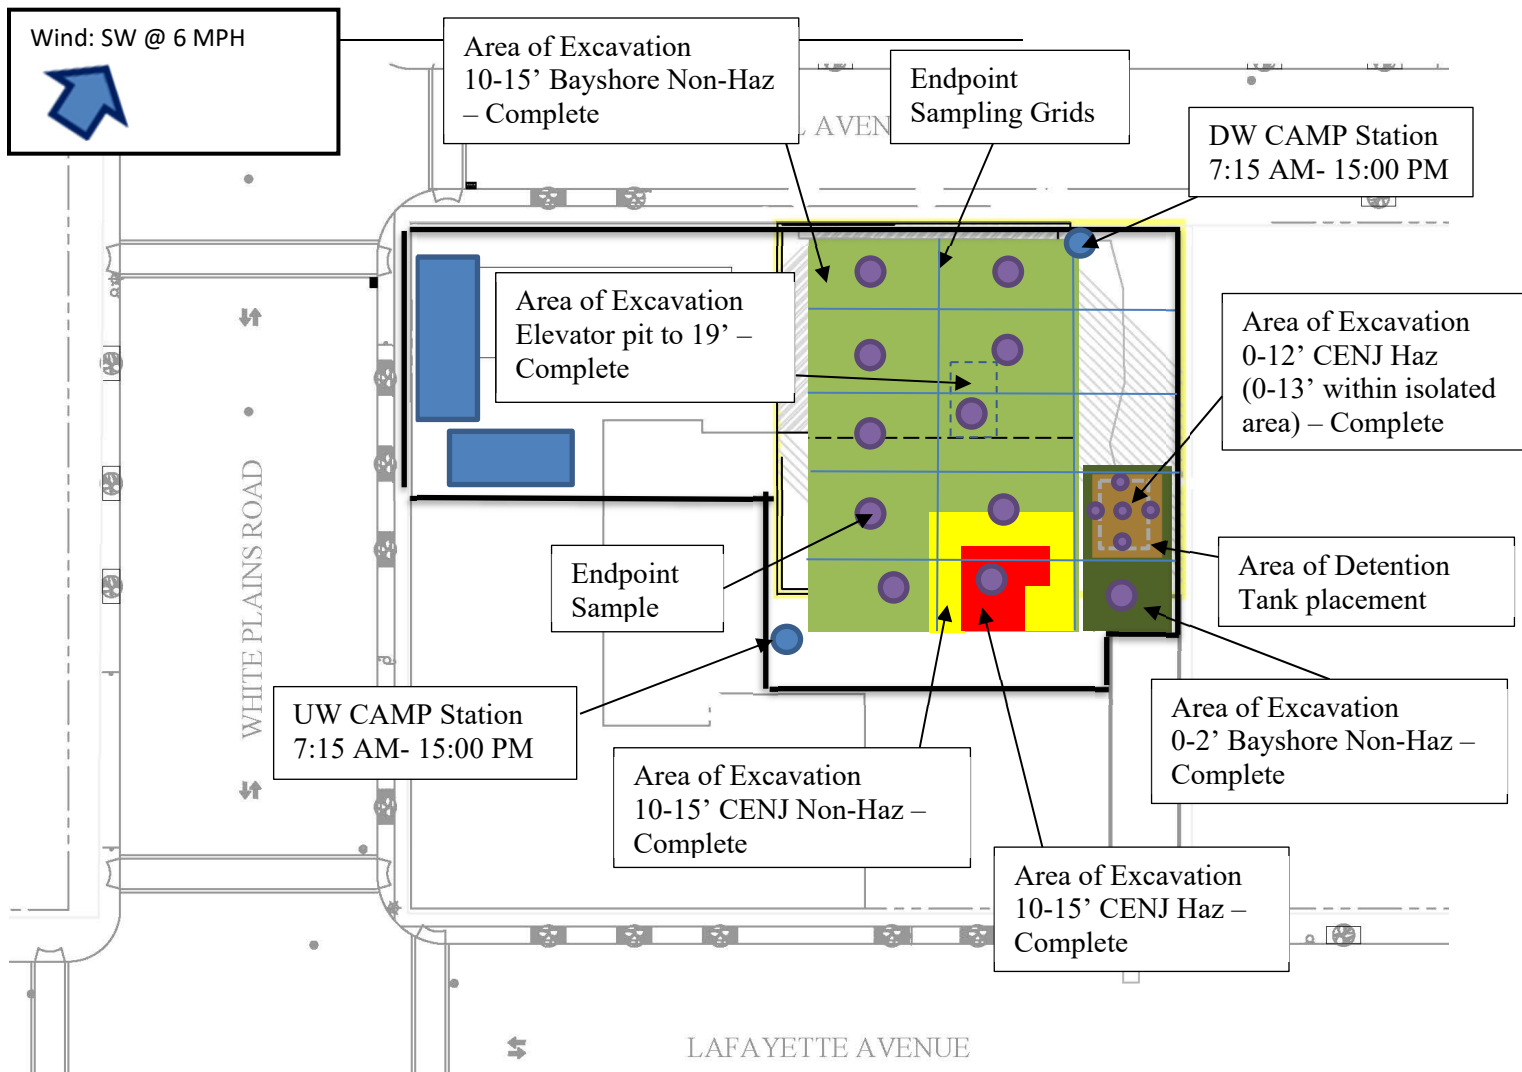 Wind: SW @ 6 MPH
Area of Excavation
10-15’ Bayshore Non-Haz
– Complete
Endpoint
Sampling Grids
DW CAMP Station
7:15 AM- 15:00 PM
Area of Excavation
Elevator pit to 19’ –
Complete
Area of Excavation
0-12’ CENJ Haz
(0-13’ within isolated
area) – Complete
WHITE PLAINS ROAD
Endpoint
Sample
Area of Detention
Tank placement
UW CAMP Station
7:15 AM- 15:00 PM
Area of Excavation
0-2’ Bayshore Non-Haz –
Complete
Area of Excavation
10-15’ CENJ Non-Haz –
Complete
Area of Excavation
10-15’ CENJ Haz –
Complete
LAFAYETTE AVENUE